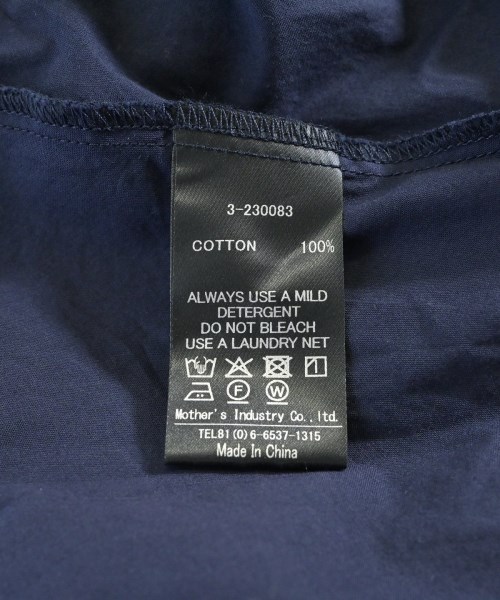 3-230083
COTTON 100%
ALWAYS USE A MILD
DETERGENT
DO NOT BLEACH
USE A LAUNDRY NET
F W
Mother's Industry Co.,ltd.
TEL81(0)6-6537-1315
Made In China